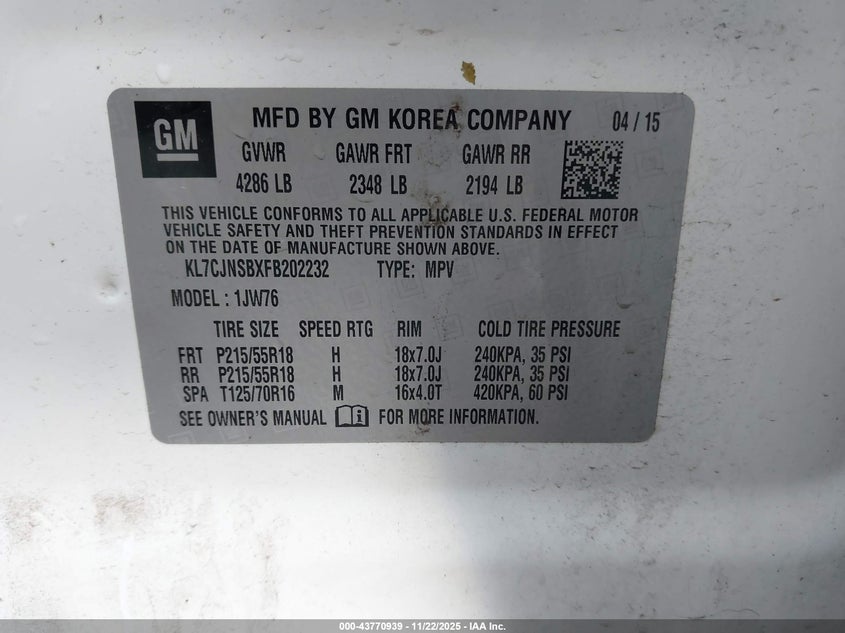 GM
MFD BY GM KOREA COMPANY 04 / 15
GVWR GAWR FRT GAWR RR
4286 LB 2348 LB 2194 LB
THIS VEHICLE CONFORMS TO ALL APPLICABLE U.S. FEDERAL MOTOR
VEHICLE SAFETY AND THEFT PREVENTION STANDARDS IN EFFECT
ON THE DATE OF MANUFACTURE SHOWN ABOVE.
KL7CJNSBXFB202232 TYPE: MPV
MODEL : 1JW76
TIRE SIZE SPEED RTG RIM COLD TIRE PRESSURE
FRT P215/55R18 H 18x7.0J 240KPA, 35 PSI
RR P215/55R18 H 18x7.0J 240KPA, 35 PSI
SPA T125/70R16 M 16x4.0T 420KPA, 60 PSI
SEE OWNER'S MANUAL i FOR MORE INFORMATION.
000-43770939 - 11/22/2025 - IAA Inc.